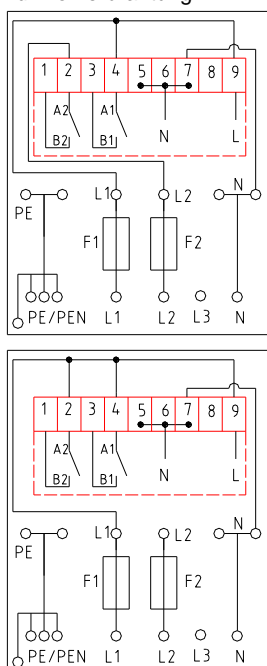 1 2 3 4 5 6 7 8 9
A2 A1
B2 B1 N L
L1 L2 N
PE
F1 F2
PE/PEN L1 L2 L3 N
1 2 3 4 5 6 7 8 9
A2 A1
B2 B1 N L
L1 L2 N
PE
F1 F2
PE/PEN L1 L2 L3 N